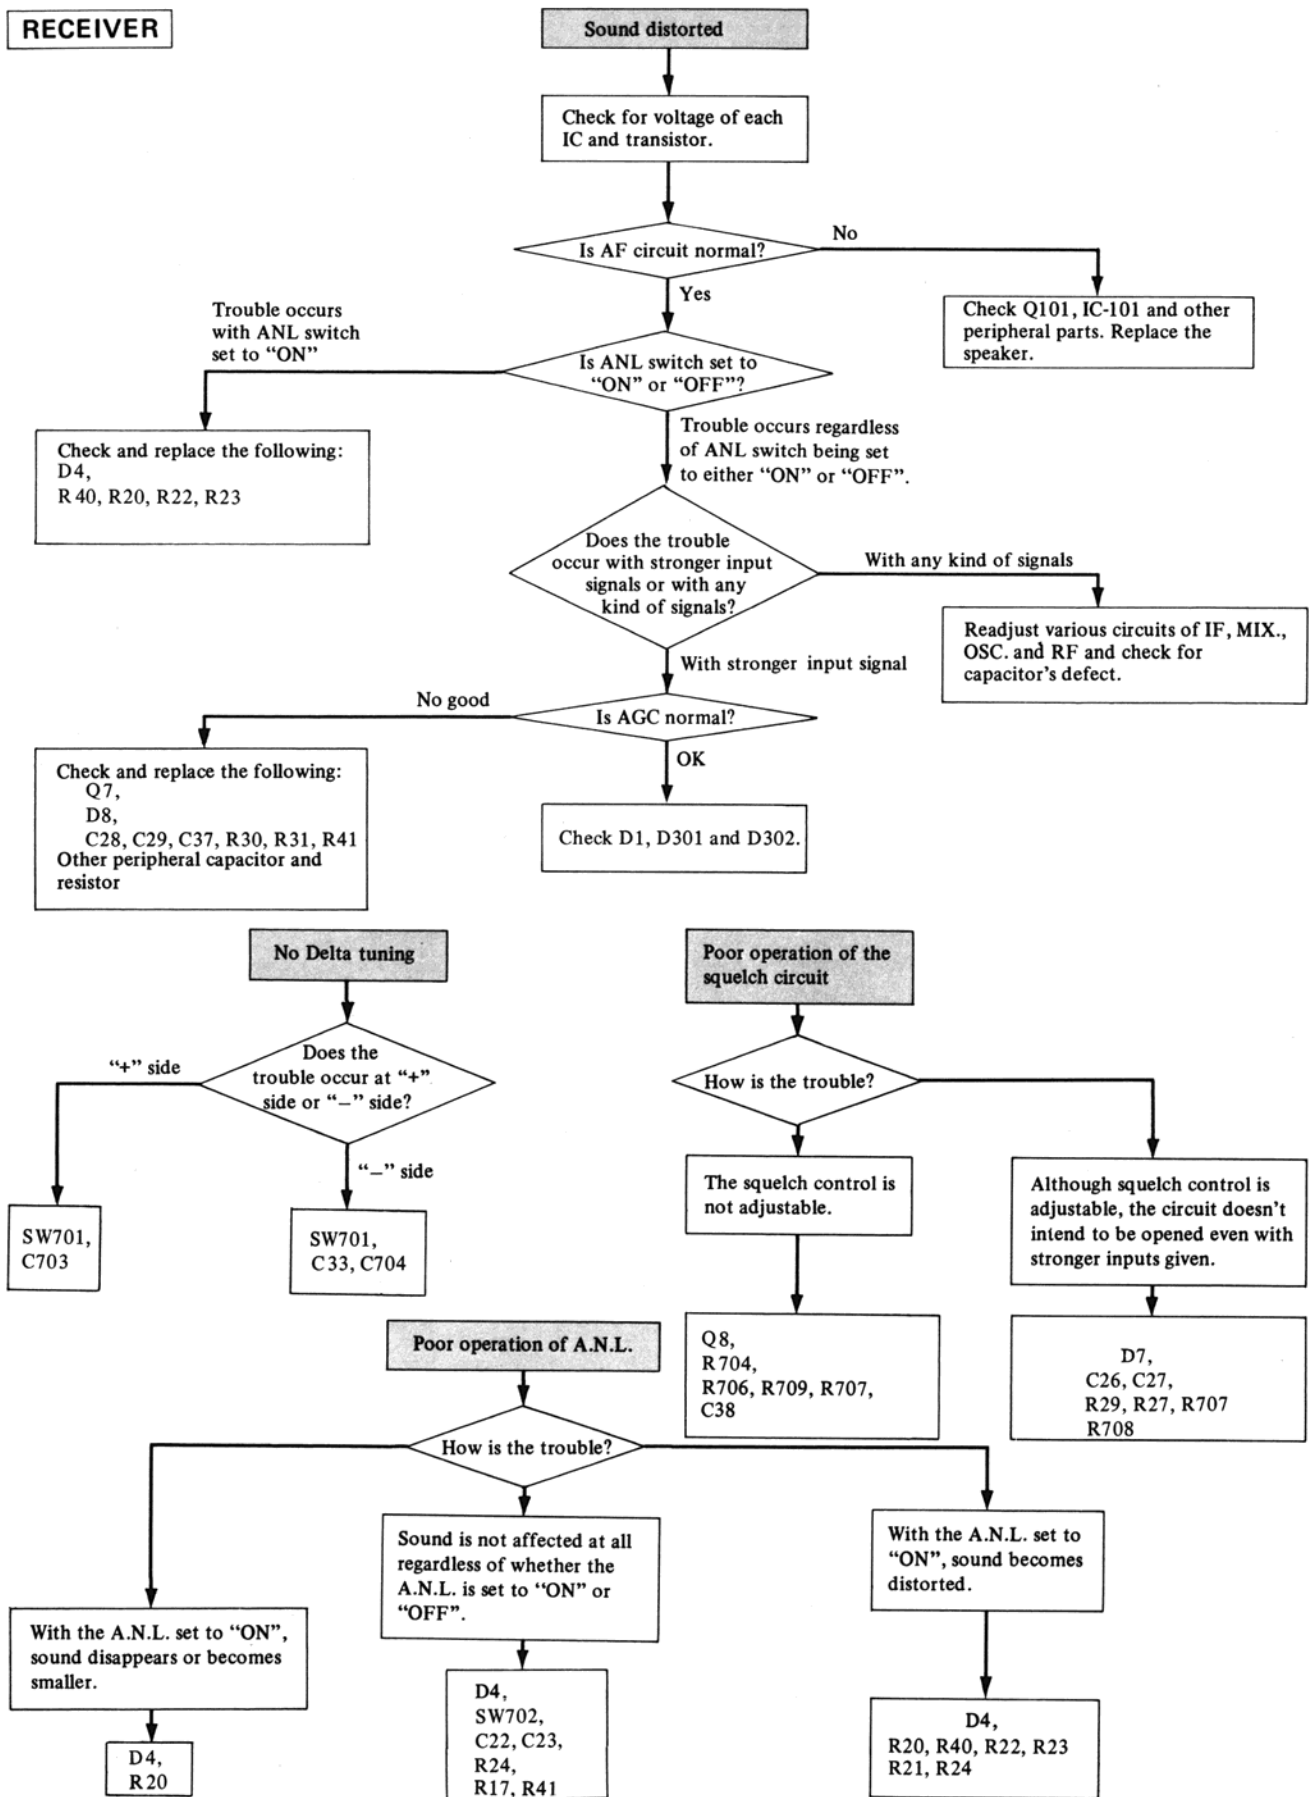 RECEIVER
Sound distorted
Check for voltage of each
IC and transistor.
Is AF circuit normal?
No
Yes
Check Q101, IC-101 and other
peripheral parts. Replace the
speaker.
Trouble occurs
with ANL switch
set to “ON”
Is ANL switch set to
“ON” or “OFF”?
Check and replace the following:
D4,
R40, R20, R22, R23
Trouble occurs regardless
of ANL switch being set
to either “ON” or “OFF”.
Does the trouble
occur with stronger input
signals or with any
kind of signals?
With any kind of signals
Readjust various circuits of IF, MIX.,
OSC. and RF and check for
capacitor's defect.
With stronger input signal
No good
Is AGC normal?
OK
Check and replace the following:
Q7,
D8,
C28, C29, C37, R30, R31, R41
Other peripheral capacitor and
resistor
Check D1, D301 and D302.
No Delta tuning
Does the
trouble occur at “+”
side or “−” side?
“+” side
“−” side
SW701,
C703
SW701,
C33, C704
Poor operation of the
squelch circuit
How is the trouble?
The squelch control is
not adjustable.
Although squelch control is
adjustable, the circuit doesn't
intend to be opened even with
stronger inputs given.
Q8,
R704,
R706, R709, R707,
C38
D7,
C26, C27,
R29, R27, R707
R708
Poor operation of A.N.L.
How is the trouble?
With the A.N.L. set to “ON”,
sound disappears or becomes
smaller.
Sound is not affected at all
regardless of whether the
A.N.L. is set to “ON” or
“OFF”.
With the A.N.L. set to
“ON”, sound becomes
distorted.
D4,
R20
D4,
SW702,
C22, C23,
R24,
R17, R41
D4,
R20, R40, R22, R23
R21, R24